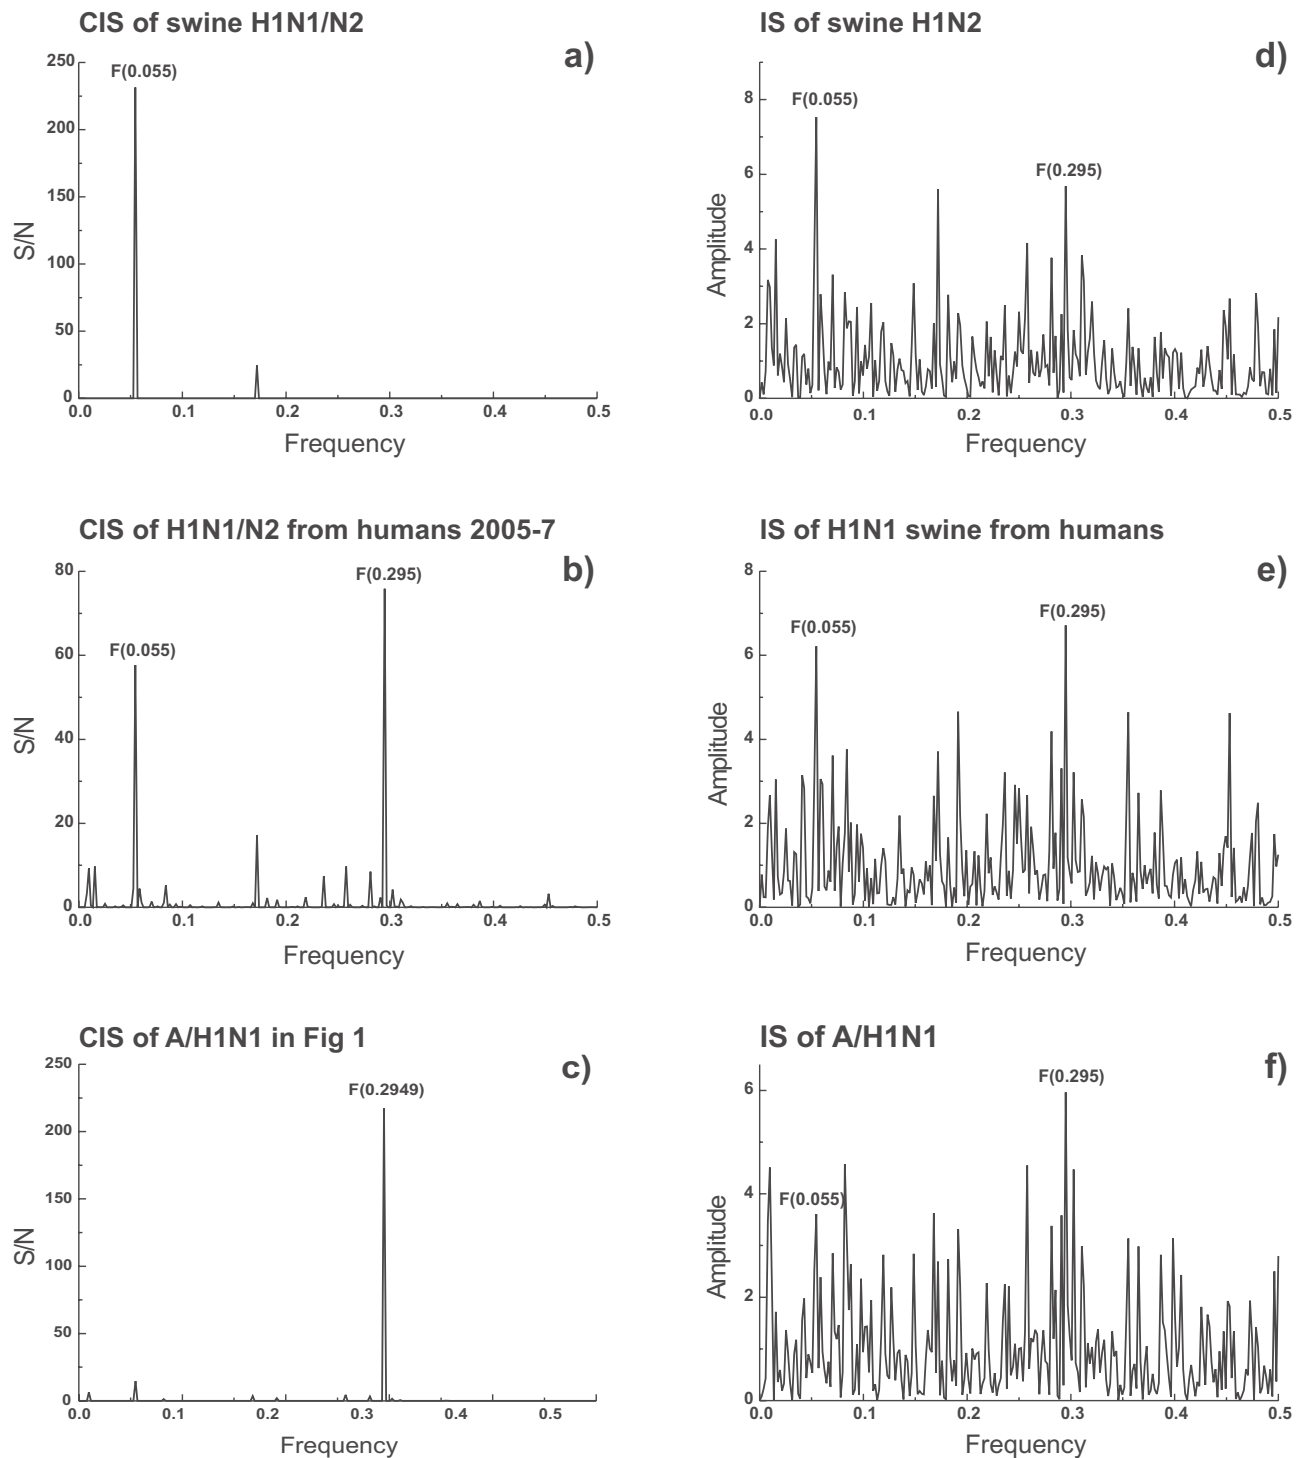 CIS of swine H1N1/N2
a)
F(0.055)
250
200
150
100
50
0
S/N
0.0 0.1 0.2 0.3 0.4 0.5
Frequency
IS of swine H1N2
d)
F(0.055)
F(0.295)
8
6
4
2
0
Amplitude
0.0 0.1 0.2 0.3 0.4 0.5
Frequency
CIS of H1N1/N2 from humans 2005-7
b)
F(0.295)
F(0.055)
80
60
40
20
0
S/N
0.0 0.1 0.2 0.3 0.4 0.5
Frequency
IS of H1N1 swine from humans
e)
F(0.055)
F(0.295)
8
6
4
2
0
Amplitude
0.0 0.1 0.2 0.3 0.4 0.5
Frequency
CIS of A/H1N1 in Fig 1
c)
F(0.2949)
250
200
150
100
50
0
S/N
0.0 0.1 0.2 0.3 0.4 0.5
Frequency
IS of A/H1N1
f)
F(0.295)
F(0.055)
6
4
2
0
Amplitude
0.0 0.1 0.2 0.3 0.4 0.5
Frequency